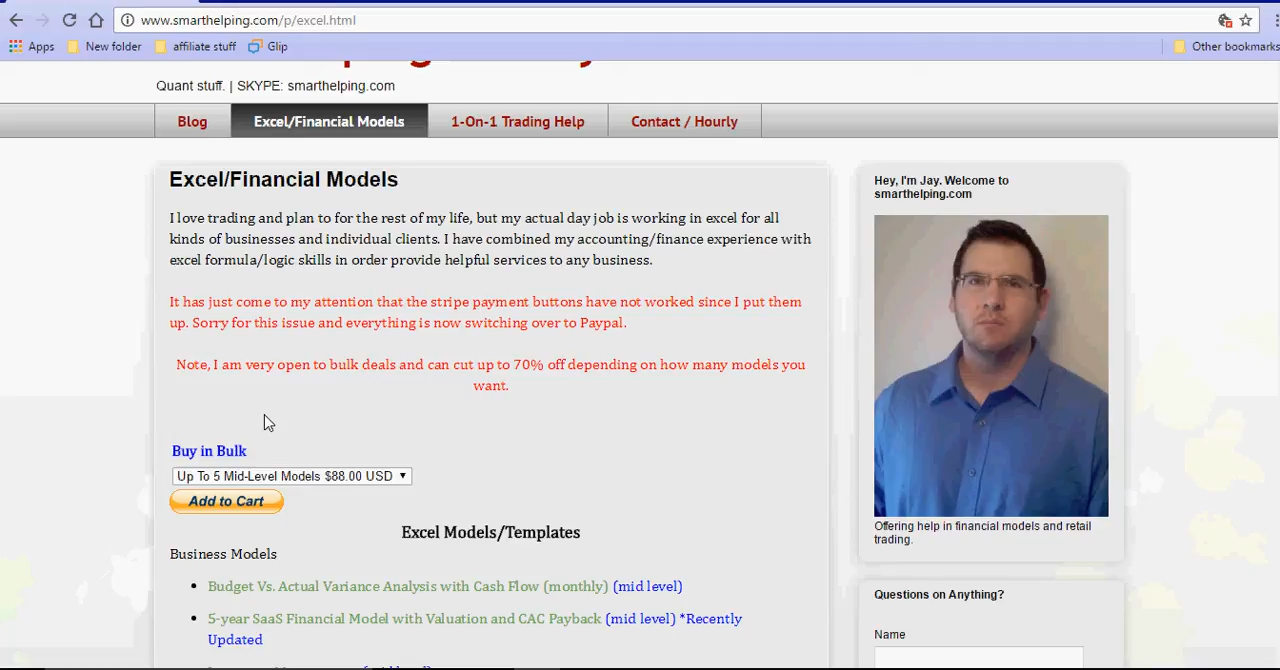 www.smarthelping.com/p/excel.html
Apps New folder affiliate stuff Glip Other bookmarks
Quant stuff. | SKYPE: smarthelping.com
Blog Excel/Financial Models 1-On-1 Trading Help Contact / Hourly
Excel/Financial Models
I love trading and plan to for the rest of my life, but my actual day job is working in excel for all
kinds of businesses and individual clients. I have combined my accounting/finance experience with
excel formula/logic skills in order provide helpful services to any business.
It has just come to my attention that the stripe payment buttons have not worked since I put them
up. Sorry for this issue and everything is now switching over to Paypal.
Note, I am very open to bulk deals and can cut up to 70% off depending on how many models you
want.
Buy in Bulk
Up To 5 Mid-Level Models $88.00 USD
Add to Cart
Excel Models/Templates
Business Models
Budget Vs. Actual Variance Analysis with Cash Flow (monthly) (mid level)
5-year SaaS Financial Model with Valuation and CAC Payback (mid level) *Recently
Updated
Hey, I'm Jay. Welcome to
smarthelping.com
Offering help in financial models and retail
trading.
Questions on Anything?
Name